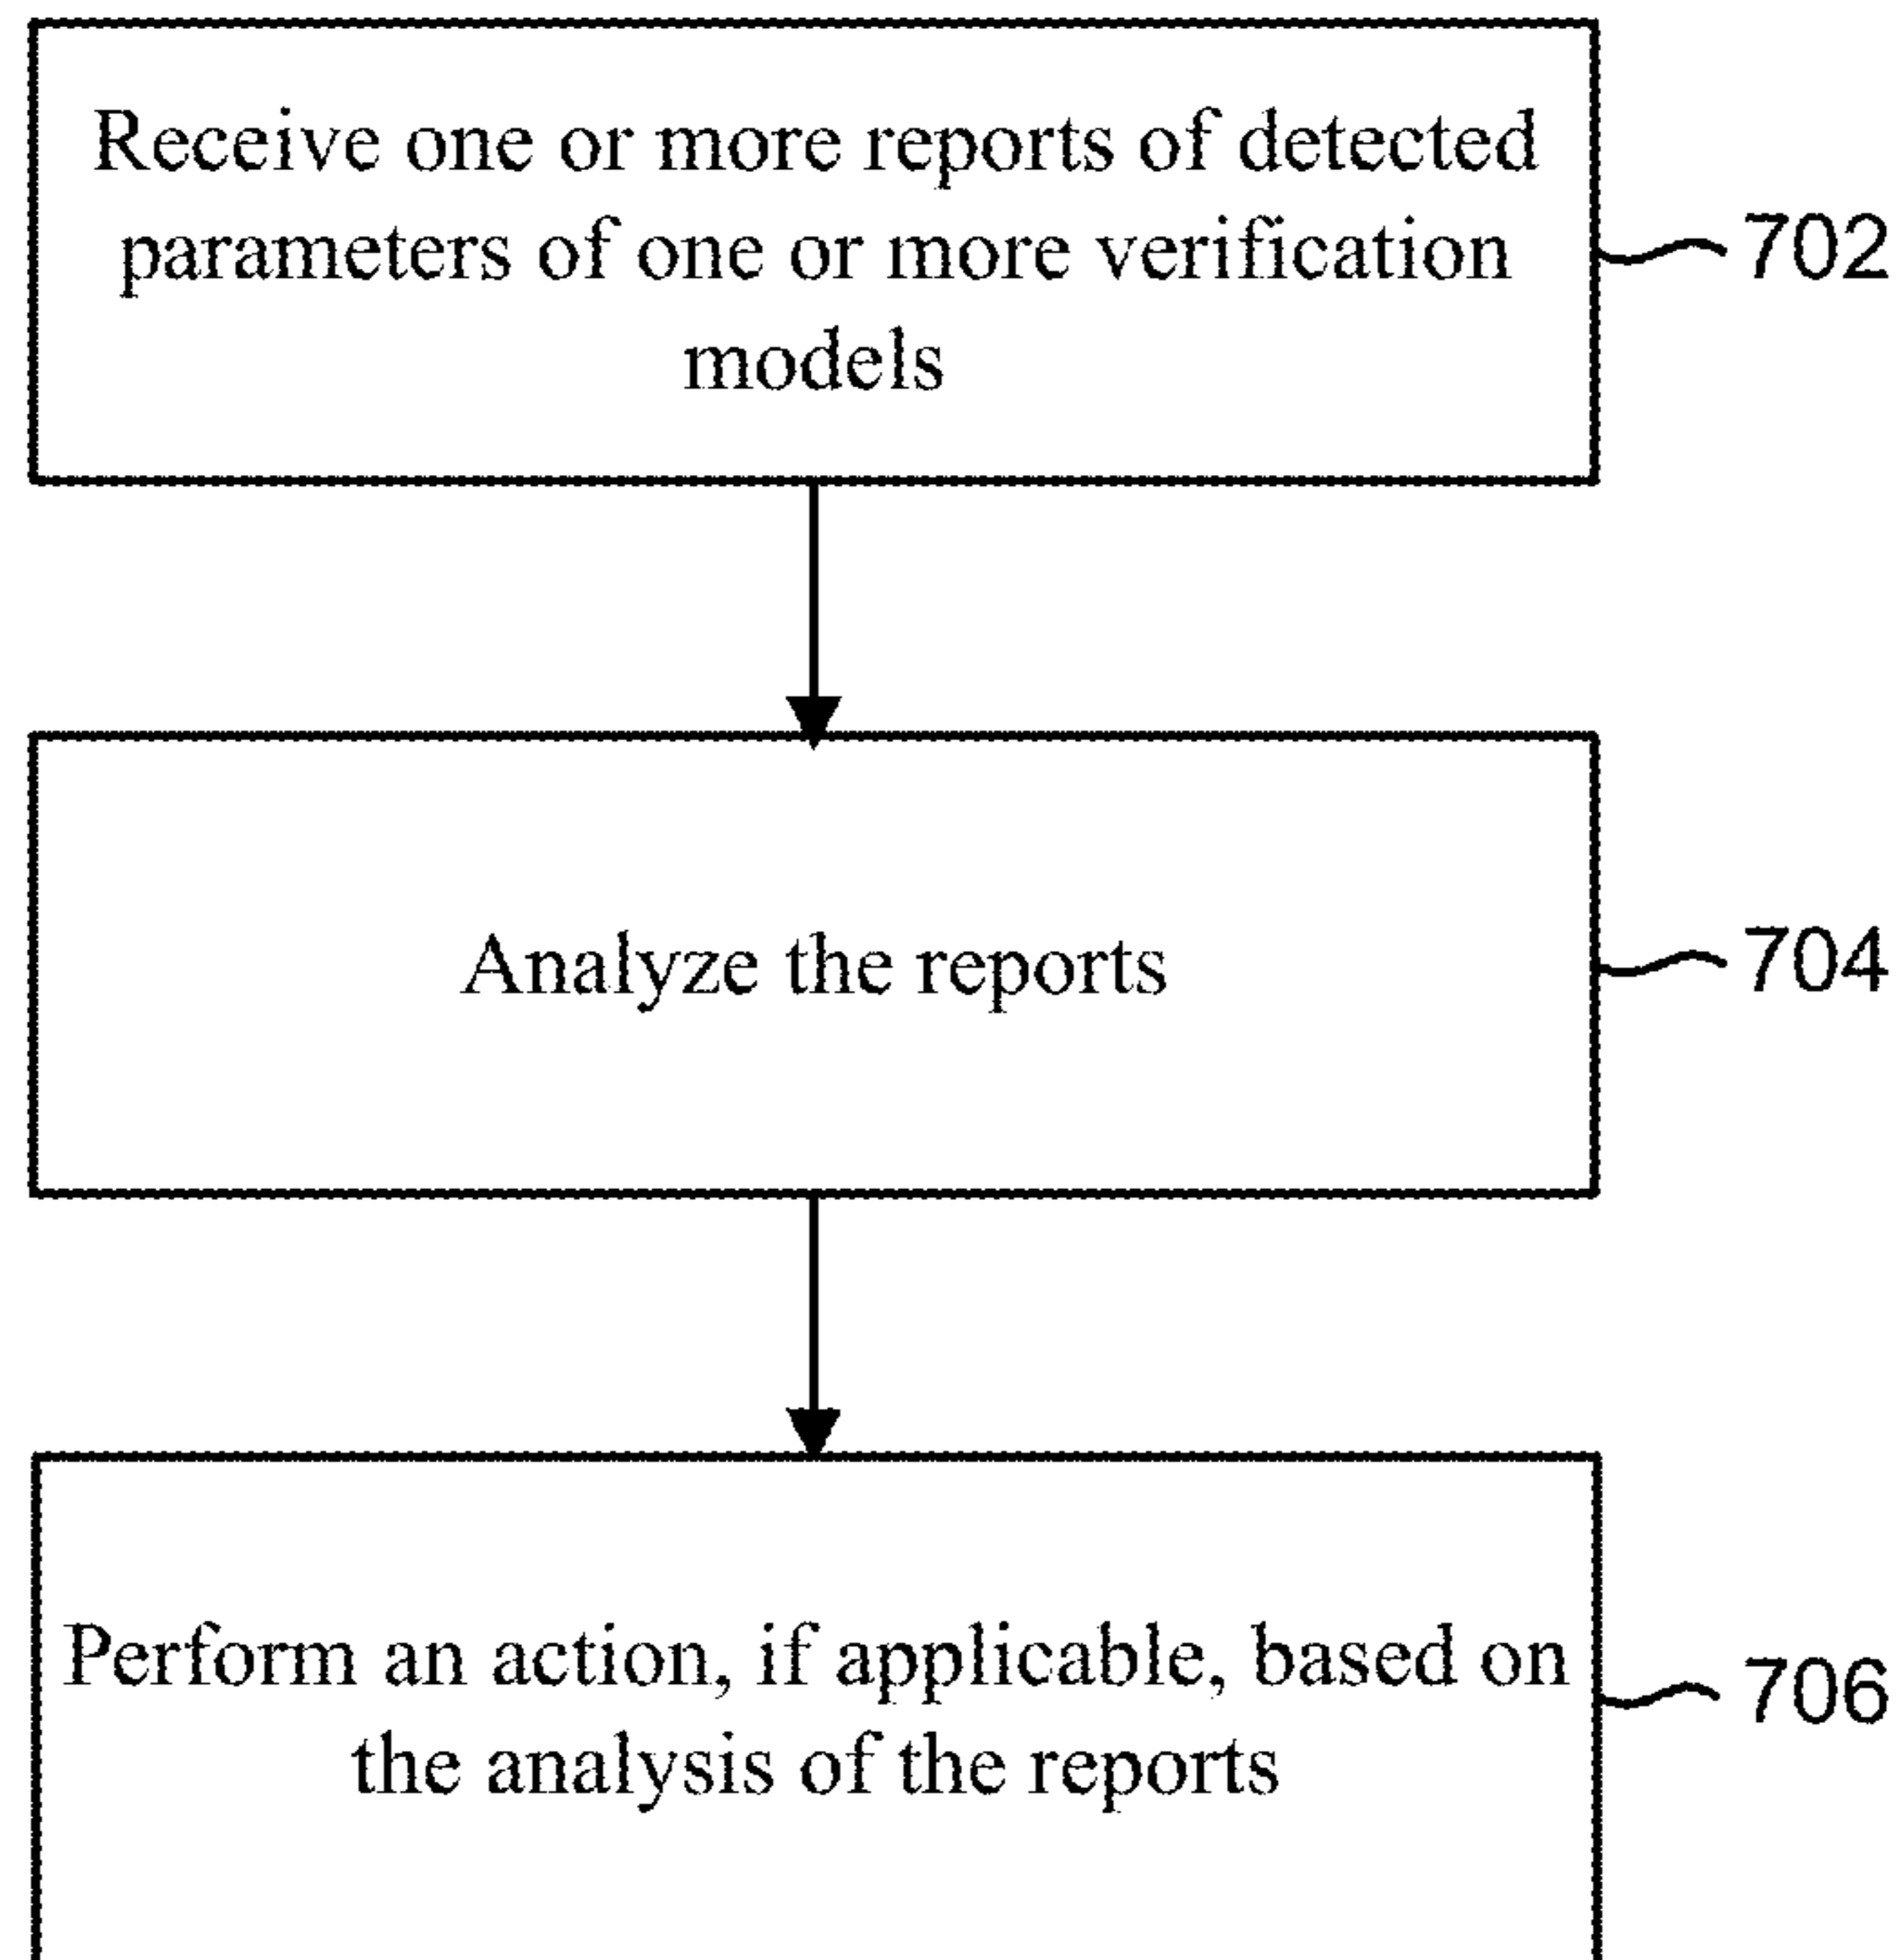 Receive one or more reports of detected
parameters of one or more verification
models
702
Analyze the reports
704
Perform an action, if applicable, based on
the analysis of the reports
706